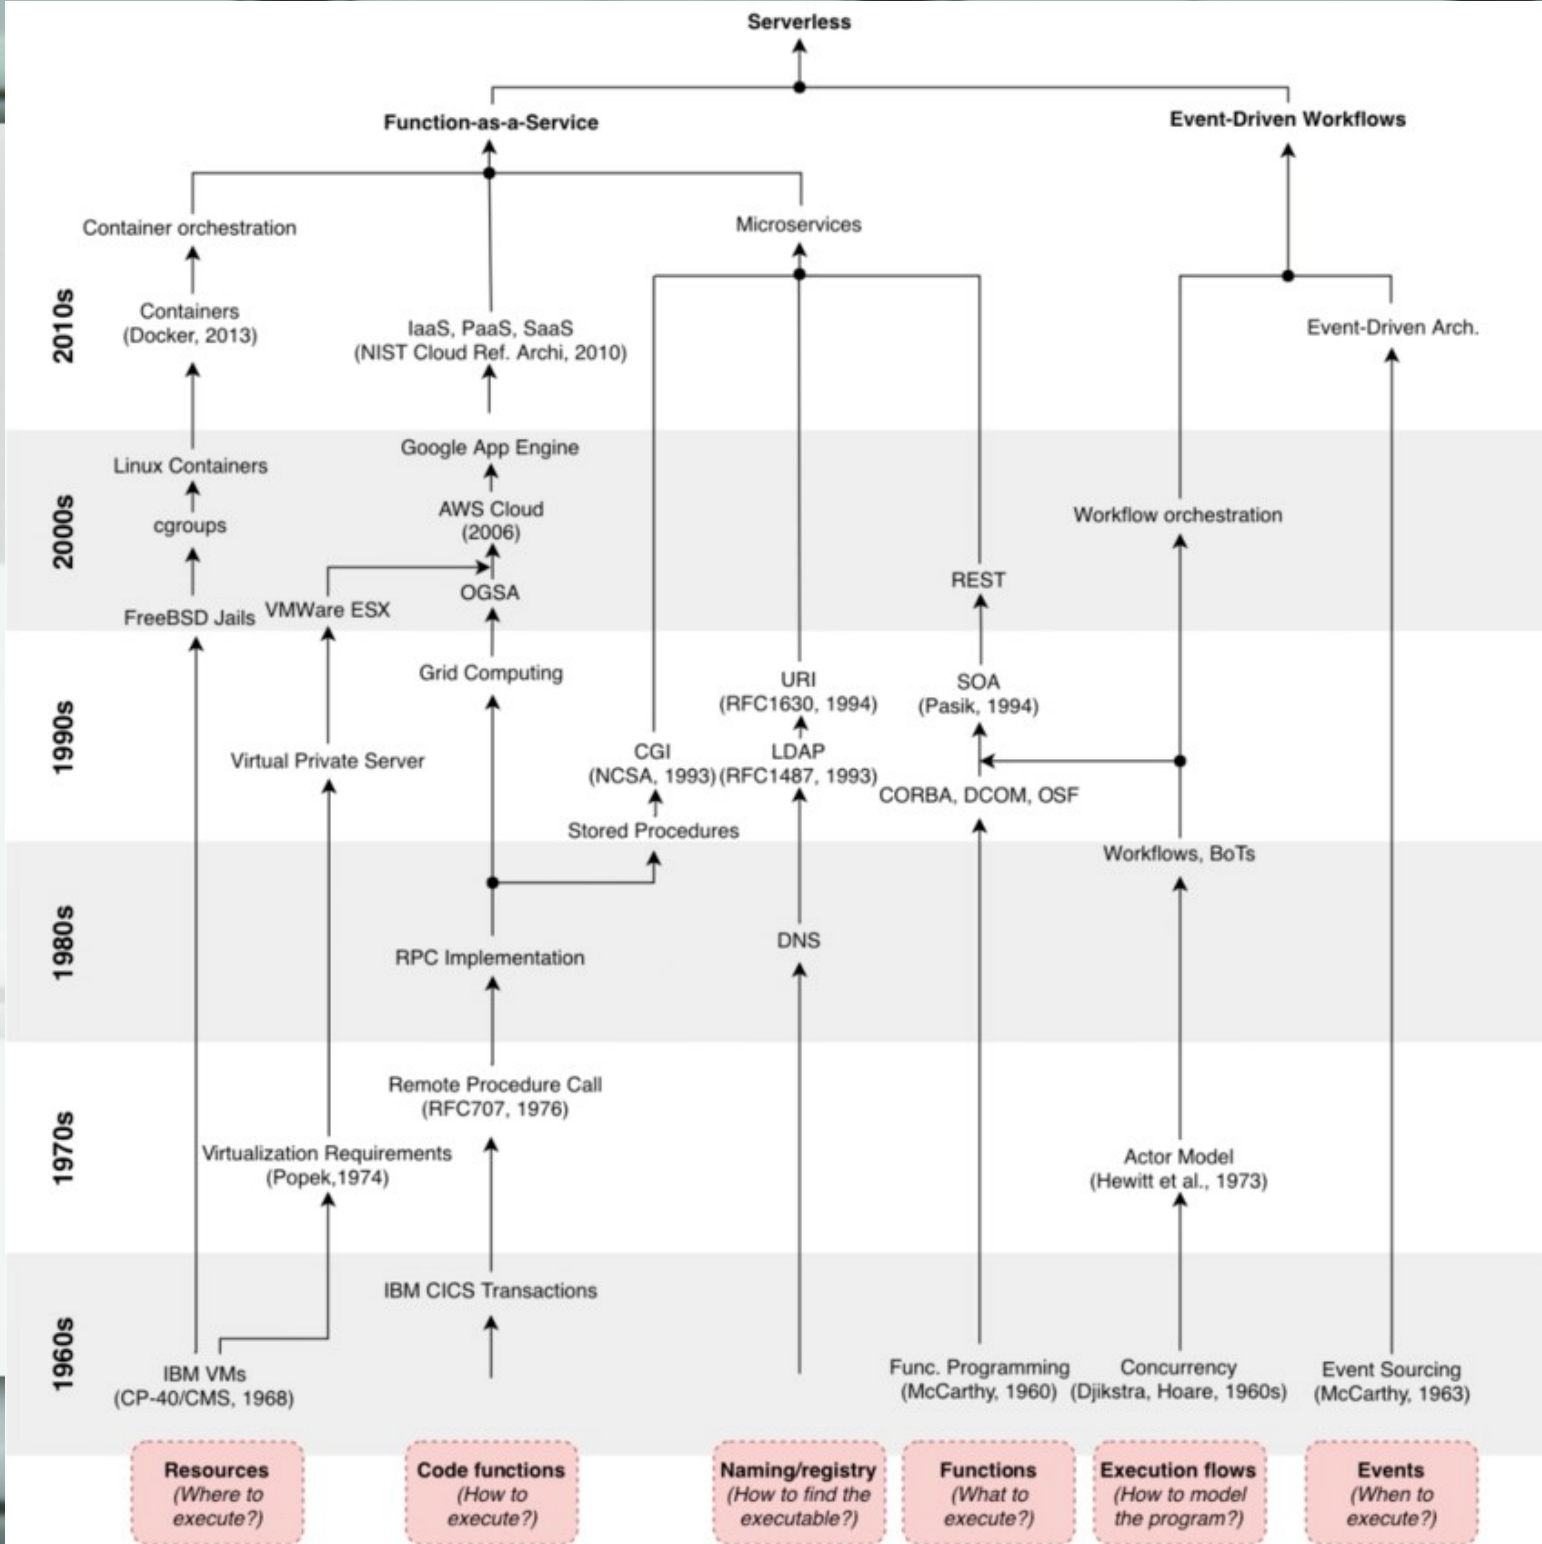 Serverless
Function-as-a-Service
Event-Driven Workflows
Container orchestration
Microservices
2010s
Containers
(Docker, 2013)
IaaS, PaaS, SaaS
(NIST Cloud Ref. Archi, 2010)
Event-Driven Arch.
2000s
Linux Containers
cgroups
FreeBSD Jails
VMWare ESX
Google App Engine
AWS Cloud
(2006)
OGSA
REST
Workflow orchestration
1990s
Grid Computing
Virtual Private Server
CGI
(NCSA, 1993)
Stored Procedures
URI
(RFC1630, 1994)
LDAP
(RFC1487, 1993)
SOA
(Pasik, 1994)
CORBA, DCOM, OSF
1980s
Workflows, BoTs
RPC Implementation
DNS
1970s
Remote Procedure Call
(RFC707, 1976)
Virtualization Requirements
(Popek,1974)
Actor Model
(Hewitt et al., 1973)
1960s
IBM CICS Transactions
IBM VMs
(CP-40/CMS, 1968)
Func. Programming
(McCarthy, 1960)
Concurrency
(Djikstra, Hoare, 1960s)
Event Sourcing
(McCarthy, 1963)
Resources
(Where to
execute?)
Code functions
(How to
execute?)
Naming/registry
(How to find the
executable?)
Functions
(What to
execute?)
Execution flows
(How to model
the program?)
Events
(When to
execute?)